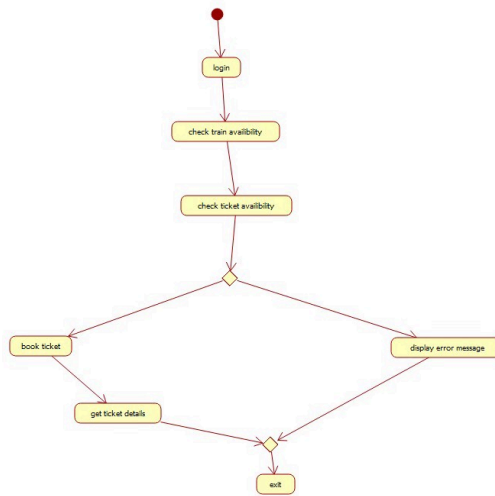 login
check train availibility
check ticket availibility
book ticket
display error message
get ticket details
exit